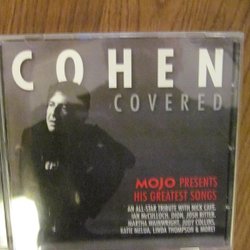 COHEN
COVERED
MOJO PRESENTS
HIS GREATEST SONGS
AN ALL-STAR TRIBUTE WITH NICK CAVE,
IAN McCULLOCH, DION, JOSH RITTER,
MARTHA WAINWRIGHT, JUDY COLLINS,
KATIE MELUA, LINDA THOMPSON & MORE!